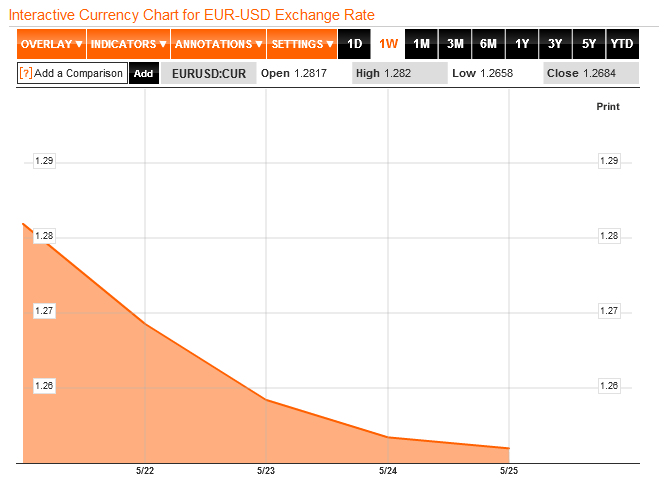 Interactive Currency Chart for EUR-USD Exchange Rate
OVERLAY ▼ INDICATORS ▼ ANNOTATIONS ▼ SETTINGS ▼ 1D 1W 1M 3M 6M 1Y 3Y 5Y YTD
[?] Add a Comparison Add EURUSD:CUR Open 1.2817 High 1.282 Low 1.2658 Close 1.2684
Print
1.29 1.29
1.28 1.28
1.27 1.27
1.26 1.26
5/22 5/23 5/24 5/25